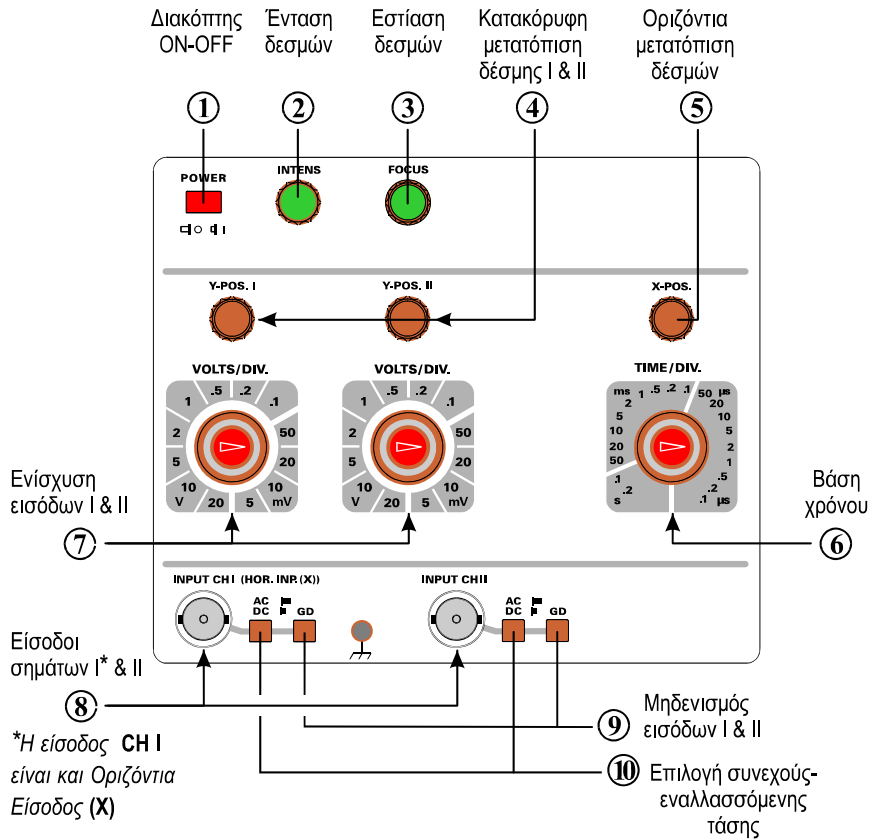 Διακόπτης
ON-OFF
Ένταση
δεσμών
Εστίαση
δεσμών
Κατακόρυφη
μετατόπιση
δέσμης I & II
Οριζόντια
μετατόπιση
δέσμών
1
2
3
4
5
POWER
INTENS
FOCUS
Y-POS. I
Y-POS. II
X-POS.
VOLTS/DIV.
.5 .2
1 .1
2 50
5 20
10 10
V 20 5 mV
VOLTS/DIV.
.5 .2
1 .1
2 50
5 20
10 10
V 20 5 mV
TIME/DIV.
ms 1 .5 .2 .1 50 μs
2 20
5 10
10 5
20 2
50 1
.1 .5
.2 .2
s .1 μs
Ενίσχυση
εισόδων I & II
7
Βάση
χρόνου
6
INPUT CH I (HOR. INP. (X))
AC
DC
GD
INPUT CH II
AC
DC
GD
Είσοδοι
σημάτων I* & II
8
*Η είσοδος CH I
είναι και Οριζόντια
Είσοδος (X)
9
Μηδενισμός
εισόδων I & II
10
Επιλογή συνεχούς-
εναλλασσόμενης
τάσης